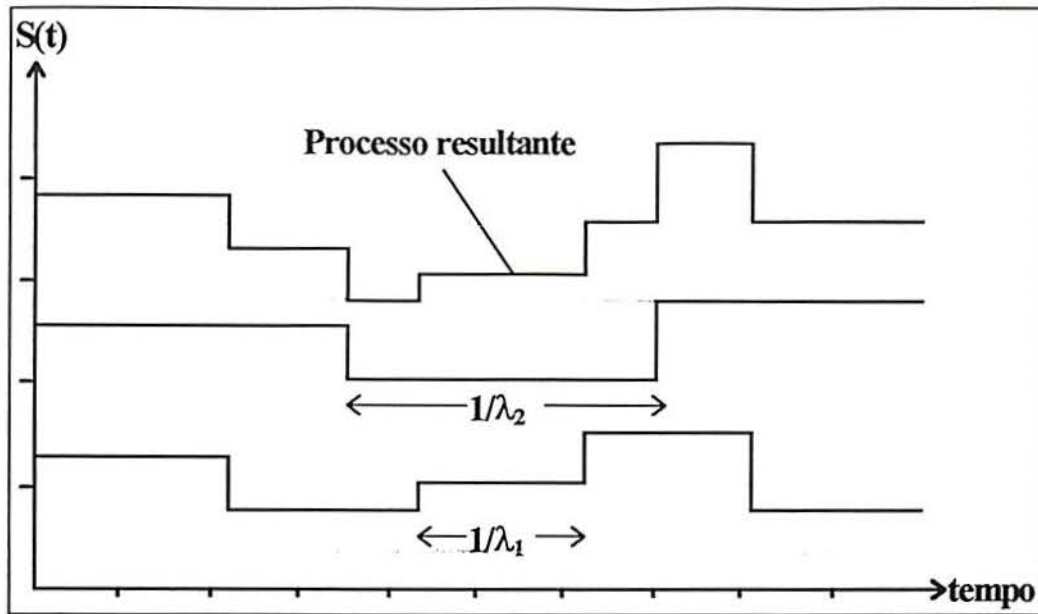 S(t)
Processo resultante
1/λ₂
1/λ₁
tempo